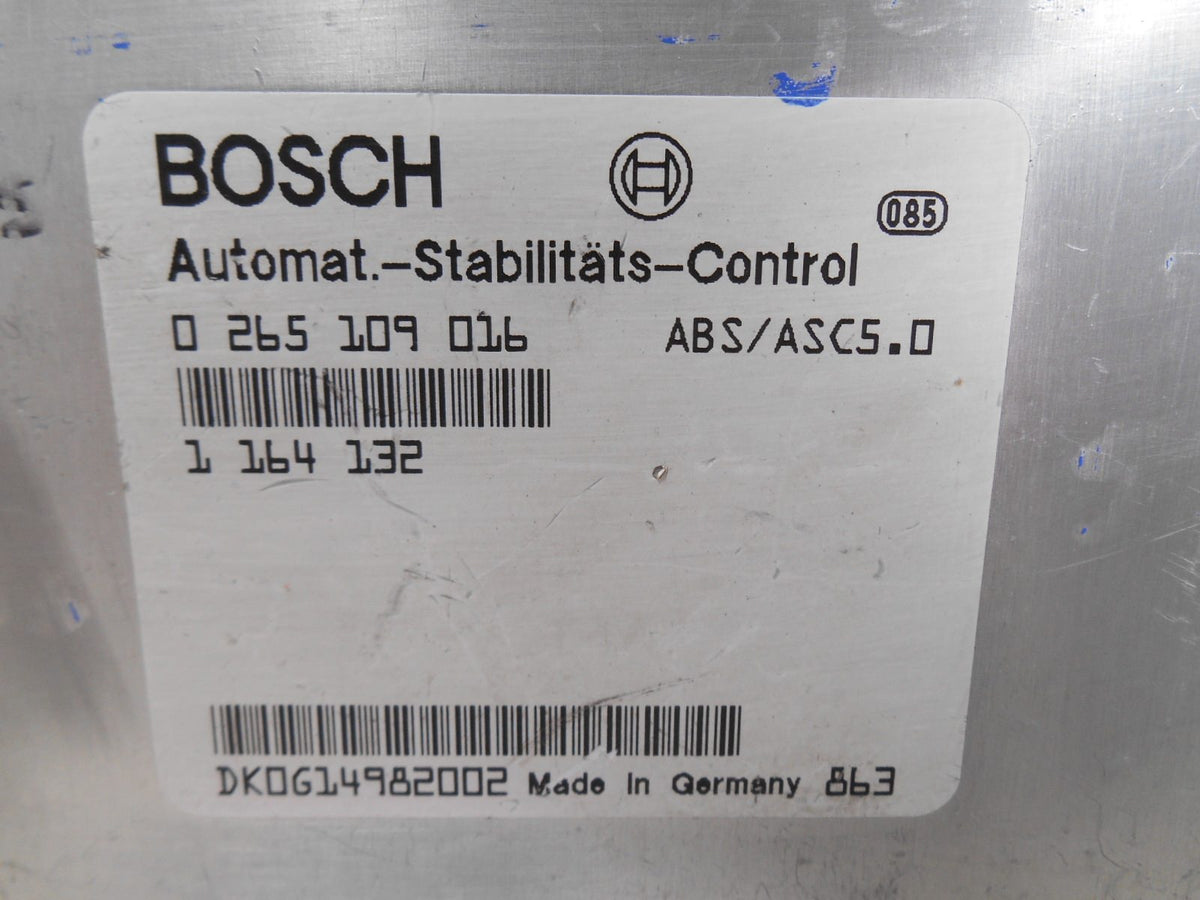 BOSCH
085
Automat.-Stabilitäts-Control
0 265 109 016 ABS/ASC5.0
1 164 132
DK0G14982002 Made in Germany 863